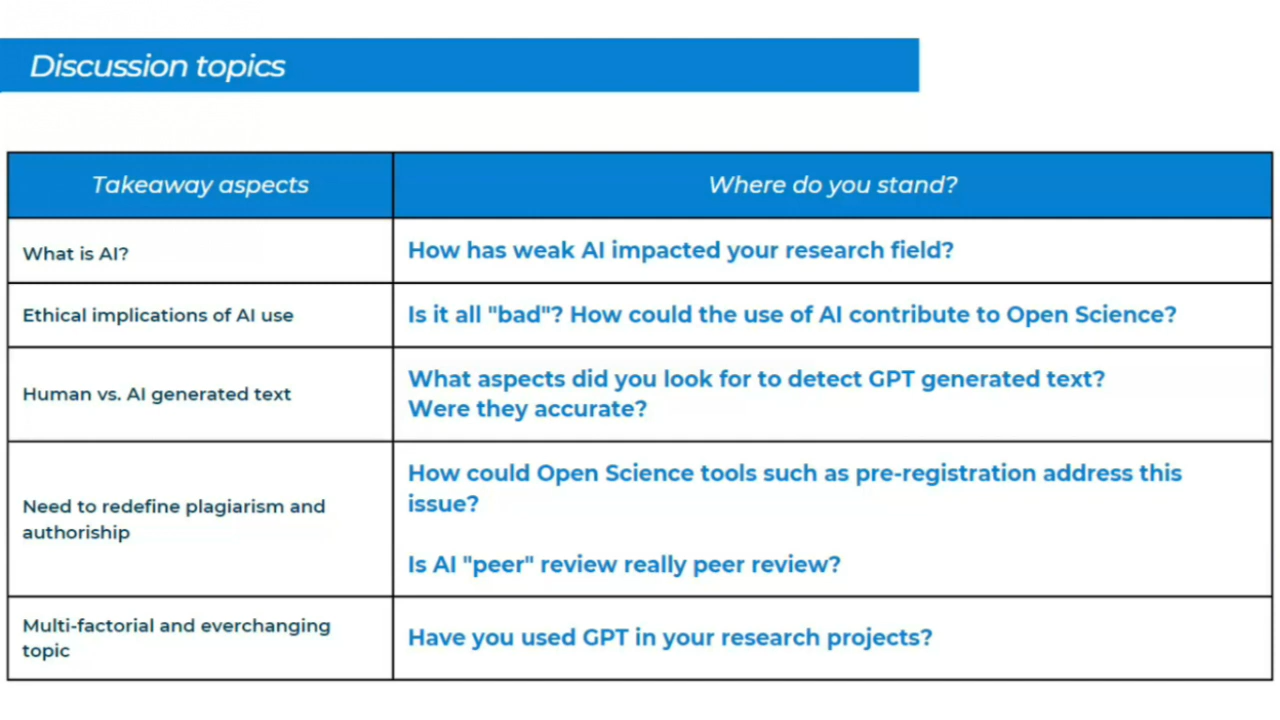 Discussion topics
Takeaway aspects
Where do you stand?
What is AI?
How has weak AI impacted your research field?
Ethical implications of AI use
Is it all "bad"? How could the use of AI contribute to Open Science?
Human vs. AI generated text
What aspects did you look for to detect GPT generated text?
Were they accurate?
Need to redefine plagiarism and
authoriship
How could Open Science tools such as pre-registration address this
issue?
Is AI "peer" review really peer review?
Multi-factorial and everchanging
topic
Have you used GPT in your research projects?